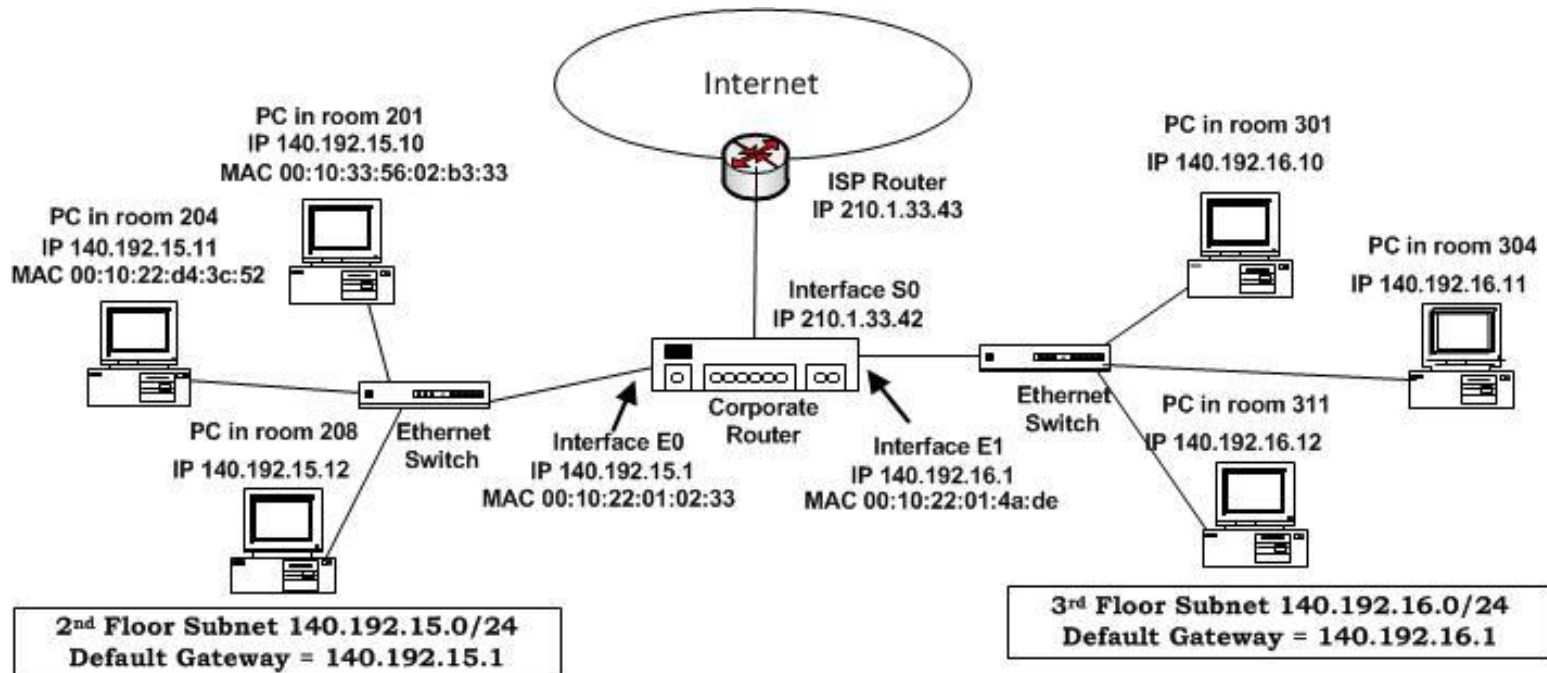 Internet
PC in room 201
IP 140.192.15.10
MAC 00:10:33:56:02:b3:33
PC in room 204
IP 140.192.15.11
MAC 00:10:22:d4:3c:52
PC in room 208
IP 140.192.15.12
Ethernet
Switch
ISP Router
IP 210.1.33.43
Interface S0
IP 210.1.33.42
Corporate
Router
Interface E0
IP 140.192.15.1
MAC 00:10:22:01:02:33
Interface E1
IP 140.192.16.1
MAC 00:10:22:01:4a:de
Ethernet
Switch
PC in room 301
IP 140.192.16.10
PC in room 304
IP 140.192.16.11
PC in room 311
IP 140.192.16.12
2nd Floor Subnet 140.192.15.0/24
Default Gateway = 140.192.15.1
3rd Floor Subnet 140.192.16.0/24
Default Gateway = 140.192.16.1